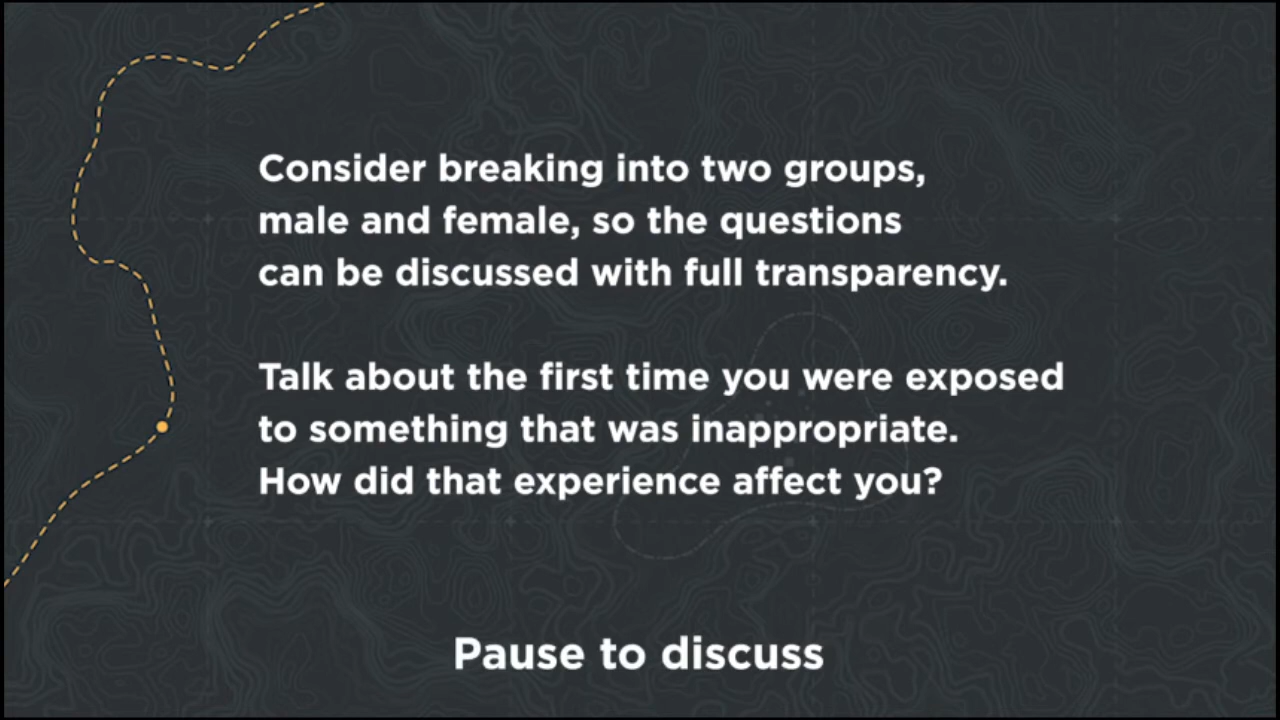 Consider breaking into two groups,
male and female, so the questions
can be discussed with full transparency.
Talk about the first time you were exposed
to something that was inappropriate.
How did that experience affect you?
Pause to discuss